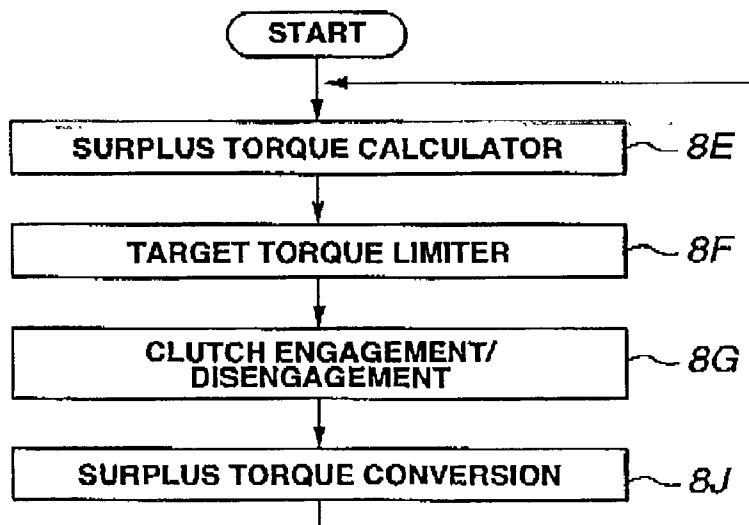 START
SURPLUS TORQUE CALCULATOR
8E
TARGET TORQUE LIMITER
8F
CLUTCH ENGAGEMENT/
DISENGAGEMENT
8G
SURPLUS TORQUE CONVERSION
8J